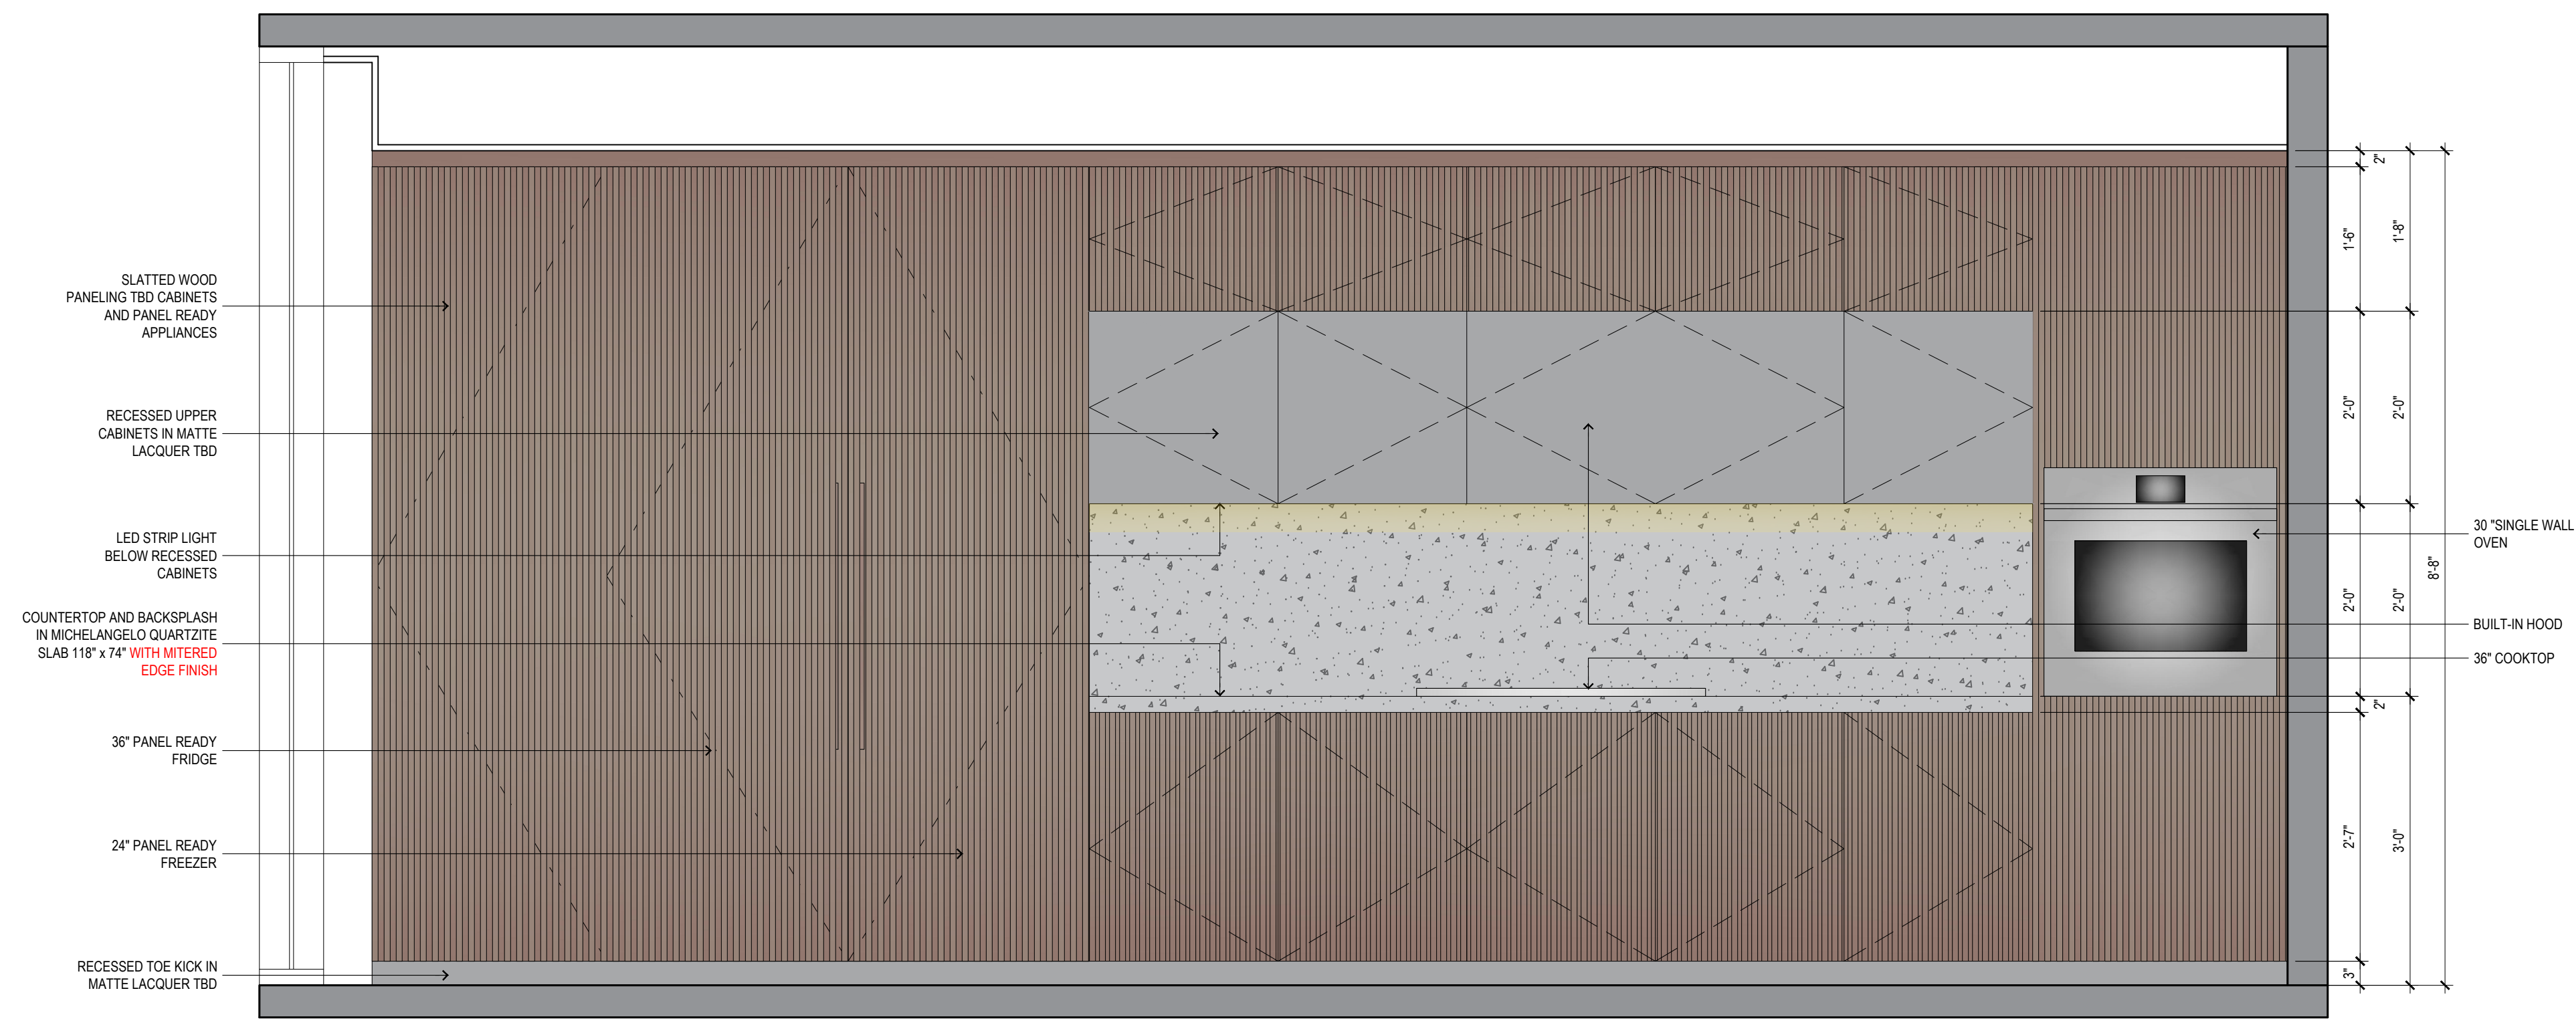 SLATTED WOOD
PANELING TBD CABINETS
AND PANEL READY
APPLIANCES
RECESSED UPPER
CABINETS IN MATTE
LACQUER TBD
LED STRIP LIGHT
BELOW RECESSED
CABINETS
COUNTERTOP AND BACKSPLASH
IN MICHELANGELO QUARTZITE
SLAB 118" x 74" WITH MITERED
EDGE FINISH
36" PANEL READY
FRIDGE
24" PANEL READY
FREEZER
RECESSED TOE KICK IN
MATTE LACQUER TBD
2"
1'-6"
2'-0"
2'-0"
2"
2'-7"
3"
1'-8"
2'-0"
2'-0"
3'-0"
8'-8"
30 "SINGLE WALL
OVEN
BUILT-IN HOOD
36" COOKTOP